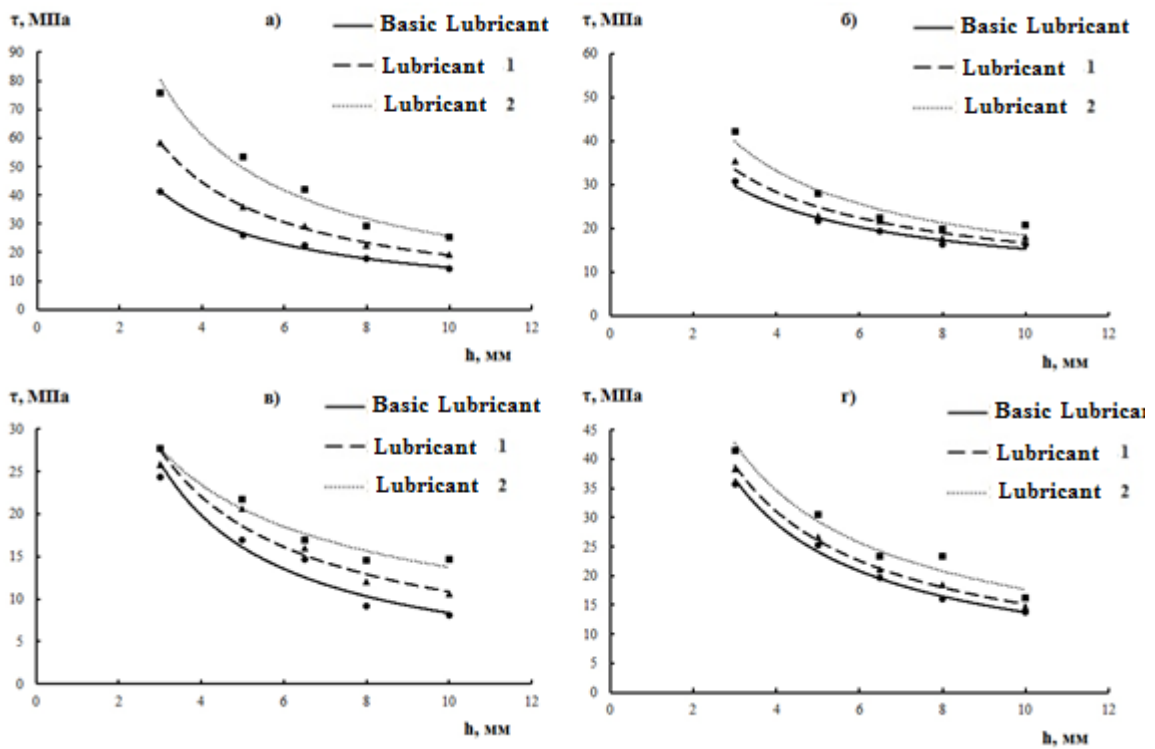 τ, МПа а) Basic Lubricant
Lubricant 1
Lubricant 2
90
80
70
60
50
40
30
20
10
0
0 2 4 6 8 10 12
h, мм
τ, МПа б) Basic Lubricant
Lubricant 1
Lubricant 2
60
50
40
30
20
10
0
0 2 4 6 8 10 12
h, мм
τ, МПа в) Basic Lubricant
Lubricant 1
Lubricant 2
30
25
20
15
10
5
0
0 2 4 6 8 10 12
h, мм
τ, МПа г) Basic Lubricar
Lubricant 1
Lubricant 2
45
40
35
30
25
20
15
10
5
0
0 2 4 6 8 10 12
h, мм